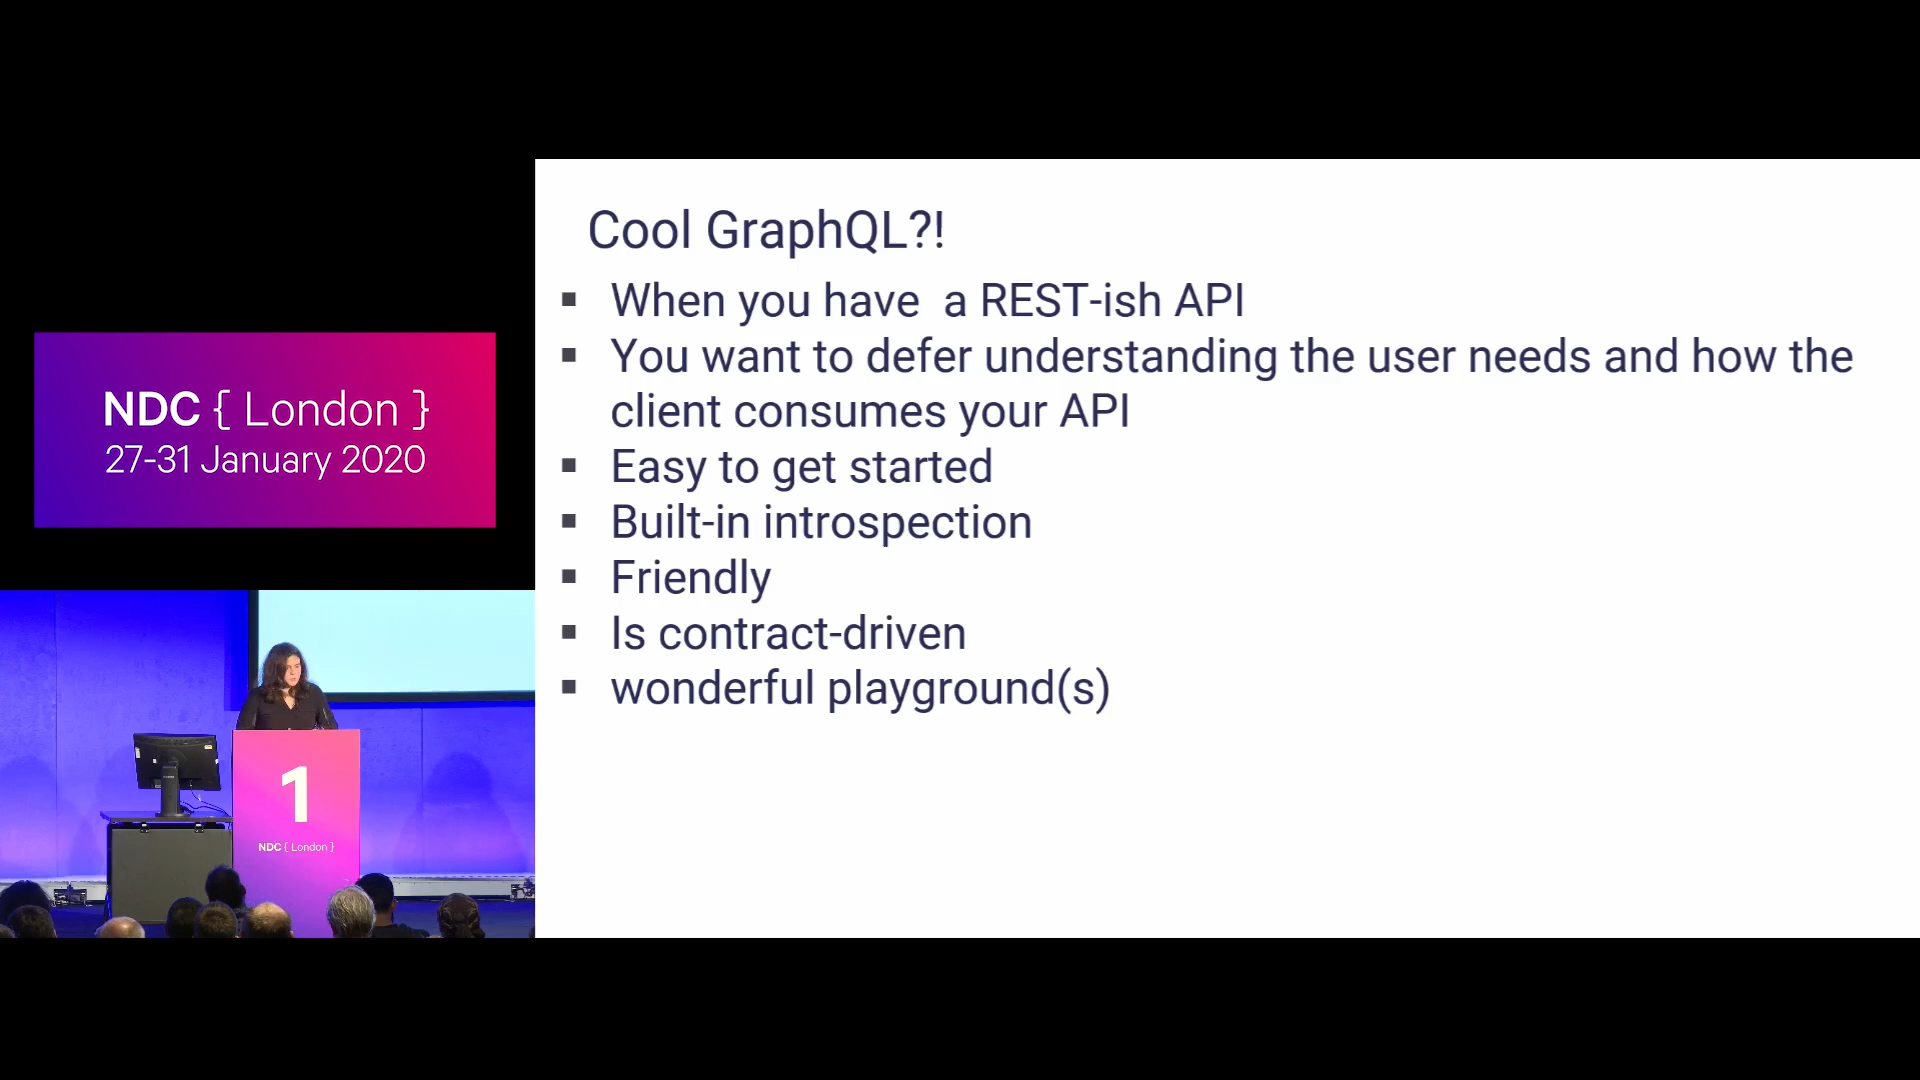 NDC { London }
27-31 January 2020
Cool GraphQL?!
▪ When you have  a REST-ish API
▪ You want to defer understanding the user needs and how the
client consumes your API
▪ Easy to get started
▪ Built-in introspection
▪ Friendly
▪ Is contract-driven
▪ wonderful playground(s)
1
NDC { London }